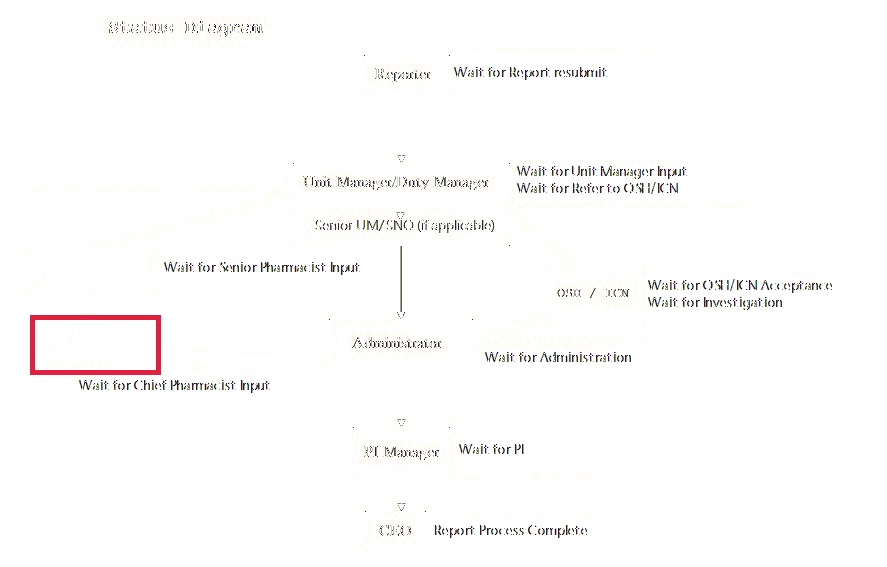 Status Diagram
Reporter
Wait for Report resubmit
Unit Manager/Duty Manager
Wait for Unit Manager Input
Wait for Refer to OSH/ICN
Senior UM/SNO (if applicable)
Wait for Senior Pharmacist Input
OSH / ICN
Wait for OSH/ICN Acceptance
Wait for Investigation
Administrator
Wait for Administration
Wait for Chief Pharmacist Input
PI Manager
Wait for PI
CEO
Report Process Complete